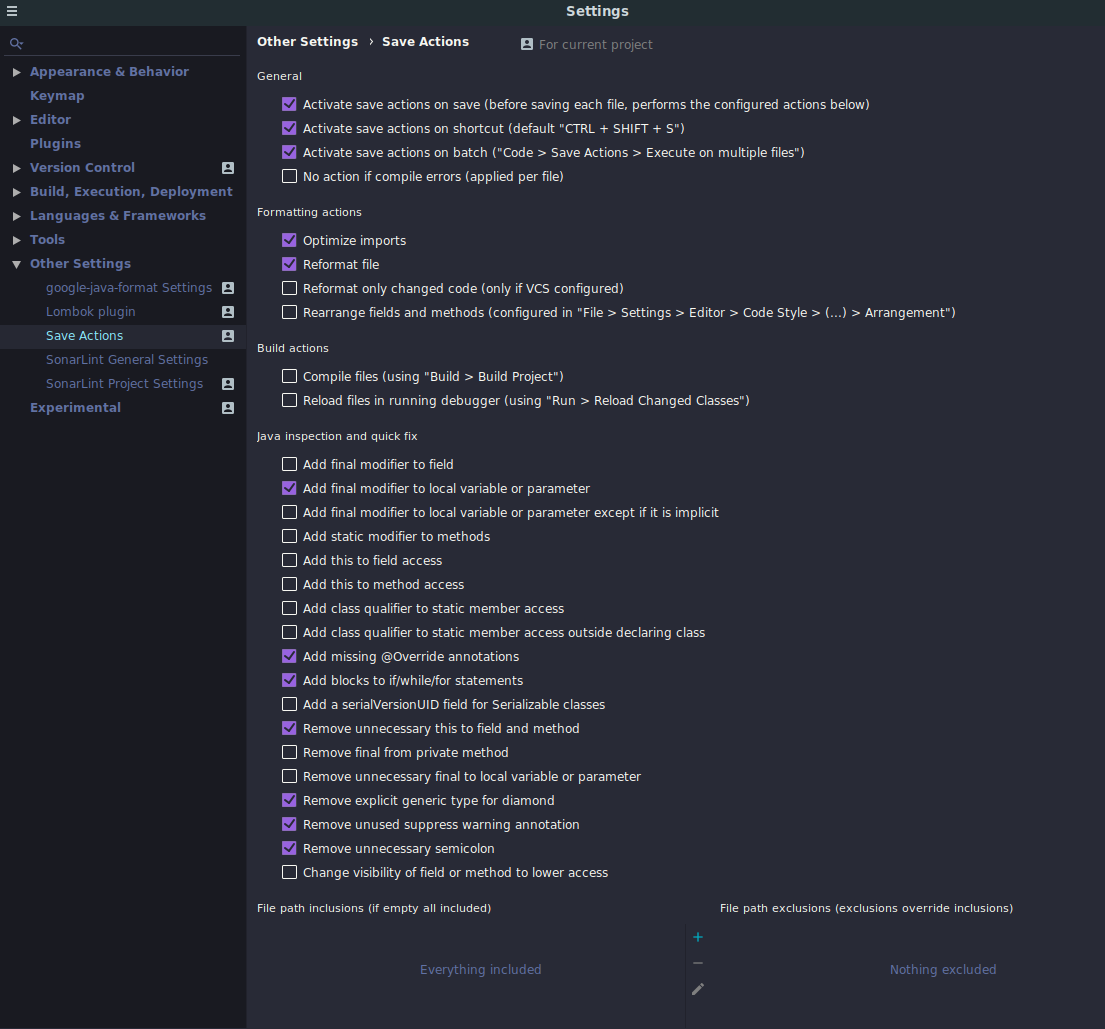 Settings
Appearance & Behavior
Keymap
Editor
Plugins
Version Control
Build, Execution, Deployment
Languages & Frameworks
Tools
Other Settings
google-java-format Settings
Lombok plugin
Save Actions
SonarLint General Settings
SonarLint Project Settings
Experimental
Other Settings › Save Actions
For current project
General
Activate save actions on save (before saving each file, performs the configured actions below)
Activate save actions on shortcut (default "CTRL + SHIFT + S")
Activate save actions on batch ("Code > Save Actions > Execute on multiple files")
No action if compile errors (applied per file)
Formatting actions
Optimize imports
Reformat file
Reformat only changed code (only if VCS configured)
Rearrange fields and methods (configured in "File > Settings > Editor > Code Style > (...) > Arrangement")
Build actions
Compile files (using "Build > Build Project")
Reload files in running debugger (using "Run > Reload Changed Classes")
Java inspection and quick fix
Add final modifier to field
Add final modifier to local variable or parameter
Add final modifier to local variable or parameter except if it is implicit
Add static modifier to methods
Add this to field access
Add this to method access
Add class qualifier to static member access
Add class qualifier to static member access outside declaring class
Add missing @Override annotations
Add blocks to if/while/for statements
Add a serialVersionUID field for Serializable classes
Remove unnecessary this to field and method
Remove final from private method
Remove unnecessary final to local variable or parameter
Remove explicit generic type for diamond
Remove unused suppress warning annotation
Remove unnecessary semicolon
Change visibility of field or method to lower access
File path inclusions (if empty all included)
Everything included
File path exclusions (exclusions override inclusions)
Nothing excluded